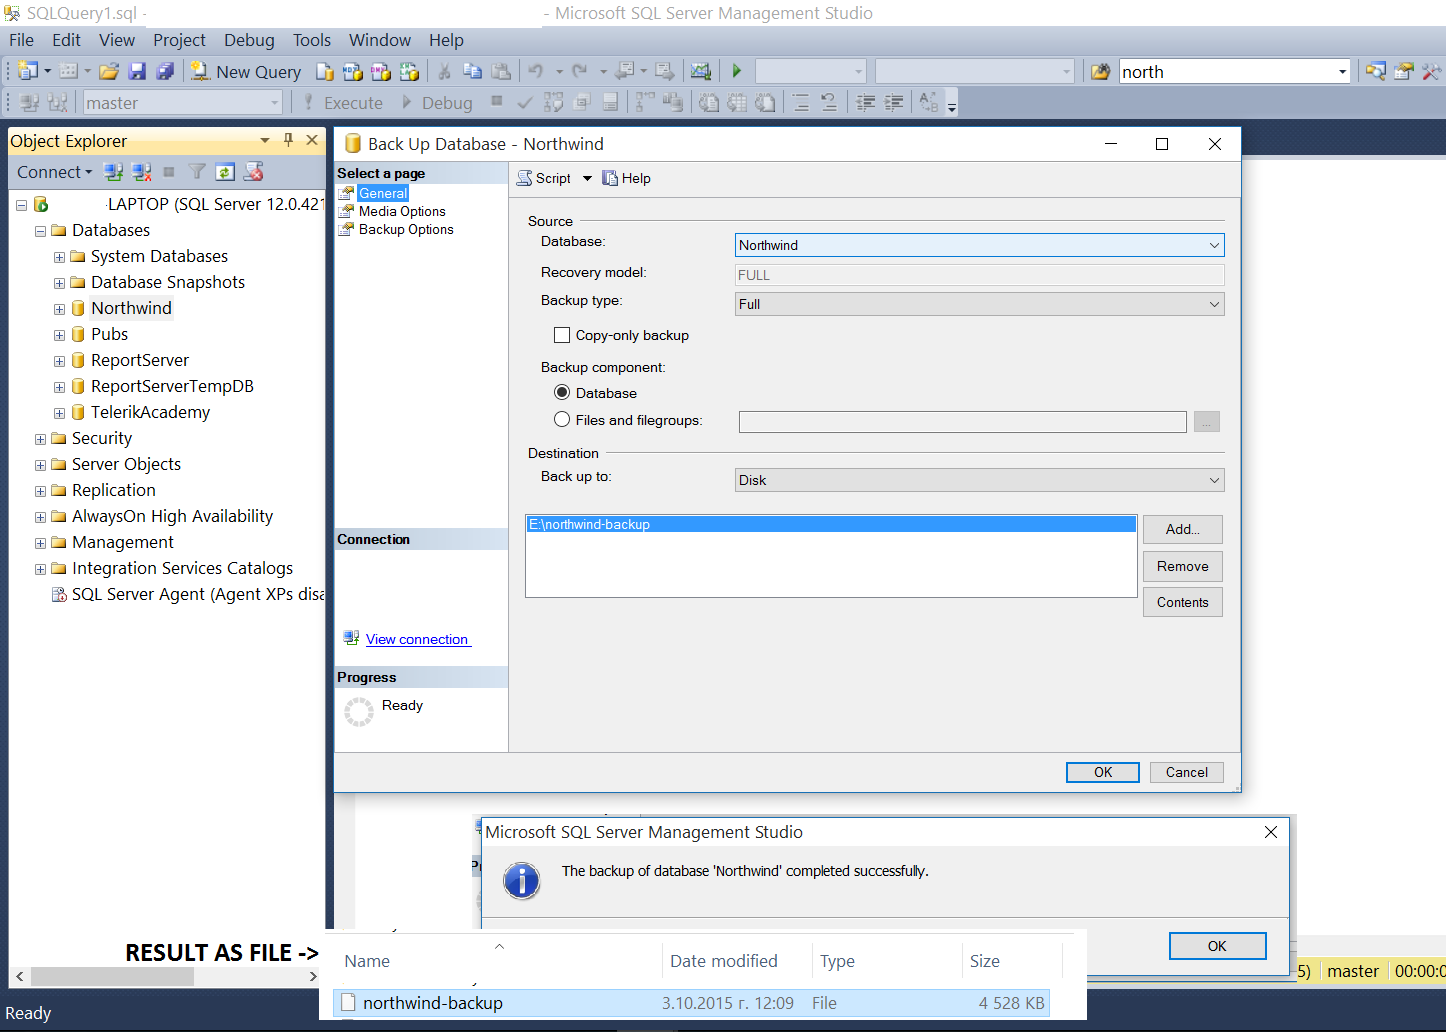 SQLQuery1.sql -
- Microsoft SQL Server Management Studio
File Edit View Project Debug Tools Window Help
New Query
north
master
Execute
Debug
Object Explorer
Connect
-LAPTOP (SQL Server 12.0.421
Databases
System Databases
Database Snapshots
Northwind
Pubs
ReportServer
ReportServerTempDB
TelerikAcademy
Security
Server Objects
Replication
AlwaysOn High Availability
Management
Integration Services Catalogs
SQL Server Agent (Agent XPs disa
Back Up Database - Northwind
Select a page
General
Media Options
Backup Options
Connection
View connection
Progress
Ready
Script
Help
Source
Database:
Northwind
Recovery model:
FULL
Backup type:
Full
Copy-only backup
Backup component:
Database
Files and filegroups:
...
Destination
Back up to:
Disk
E:\northwind-backup
Add...
Remove
Contents
OK
Cancel
Microsoft SQL Server Management Studio
The backup of database 'Northwind' completed successfully.
OK
RESULT AS FILE ->
Name Date modified Type Size
northwind-backup 3.10.2015 г. 12:09 File 4 528 KB
5) master 00:00:0
Ready